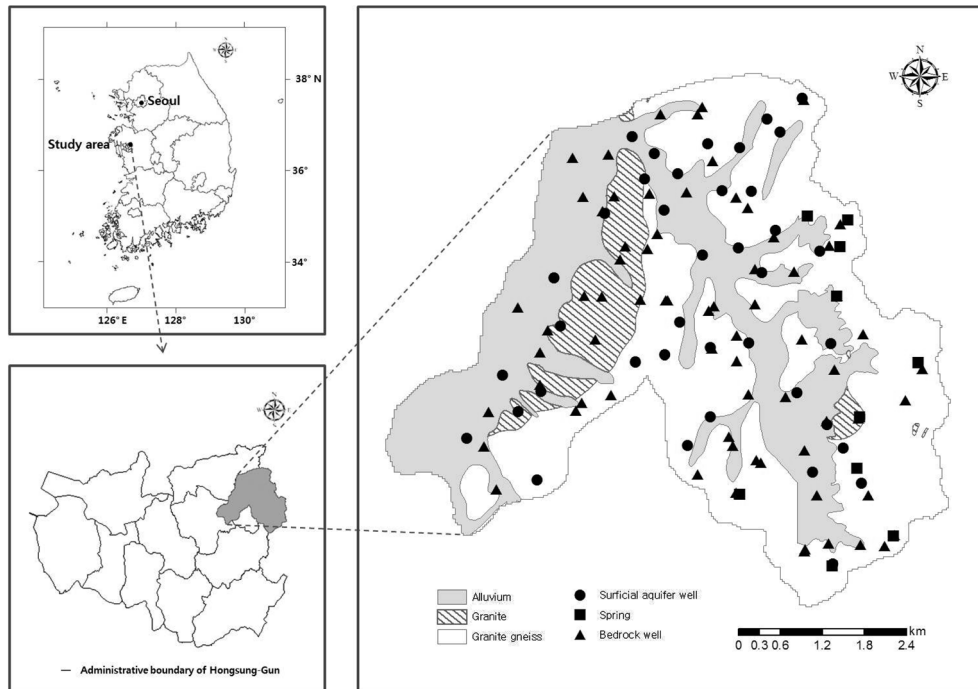 N
W E
S
38° N
Seoul
Study area
36°
34°
126°E 128° 130°
— Administrative boundary of Hongsung-Gun
N
W E
S
Alluvium
Granite
Granite gneiss
Surficial aquifer well
Spring
Bedrock well
km
0 0.3 0.6 1.2 1.8 2.4